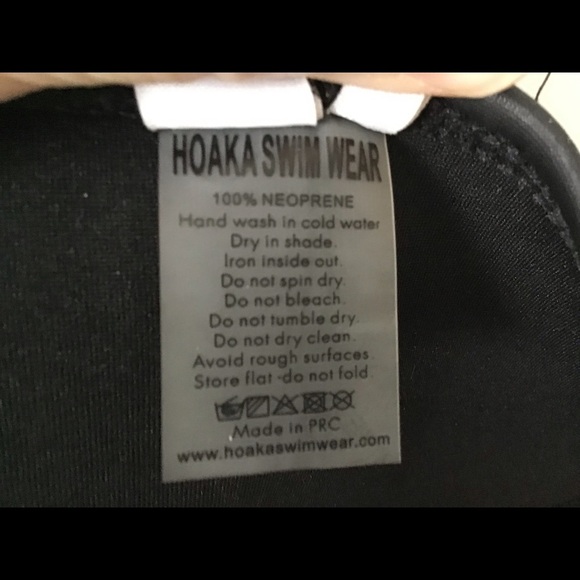 HOAKA SWIM WEAR
100% NEOPRENE
Hand wash in cold water
Dry in shade.
Iron inside out.
Do not spin dry.
Do not bleach.
Do not tumble dry.
Do not dry clean.
Avoid rough surfaces.
Store flat -do not fold.
Made in PRC
www.hoakaswimwear.com